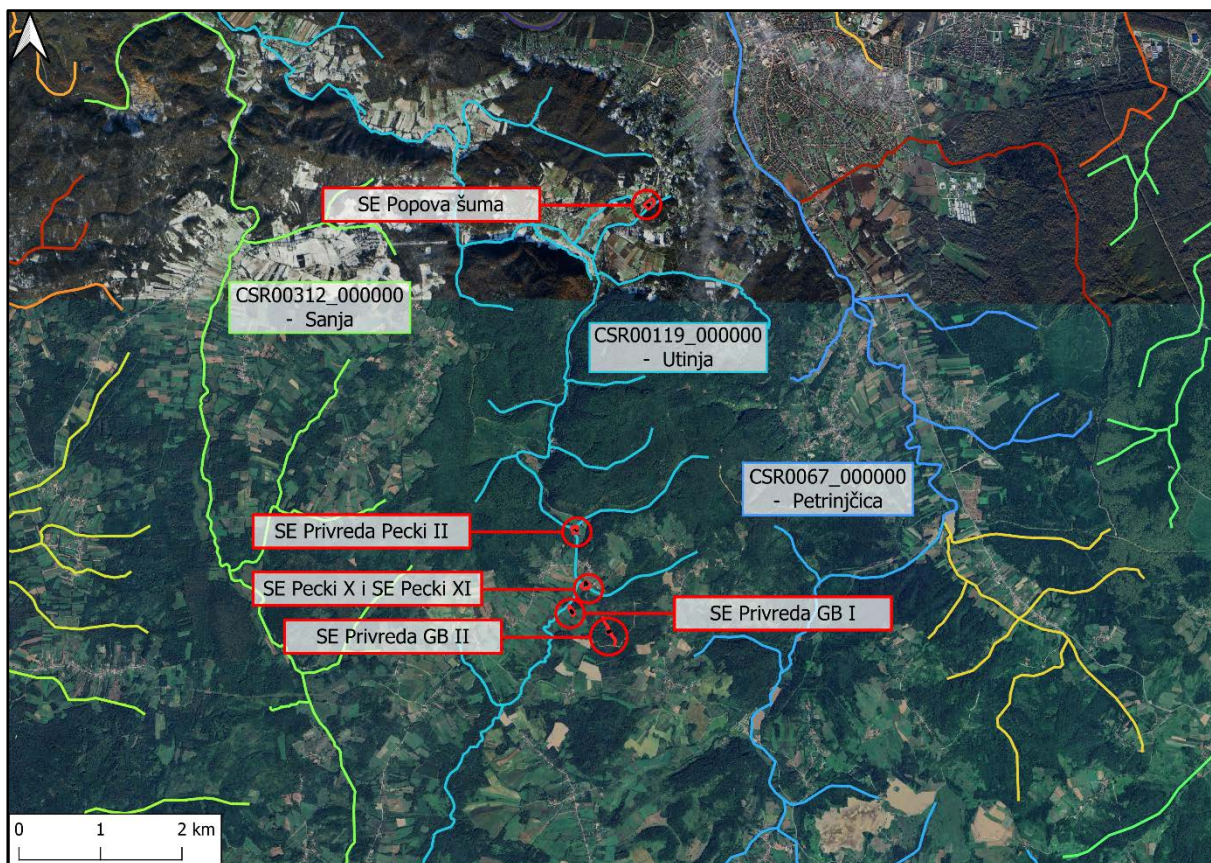 SE Popova šuma
CSR00312_000000
- Sanja
CSR00119_000000
- Utinja
CSR0067_000000
- Petrinjčica
SE Privreda Pecki II
SE Pecki X i SE Pecki XI
SE Privreda GB I
SE Privreda GB II
0 1 2 km